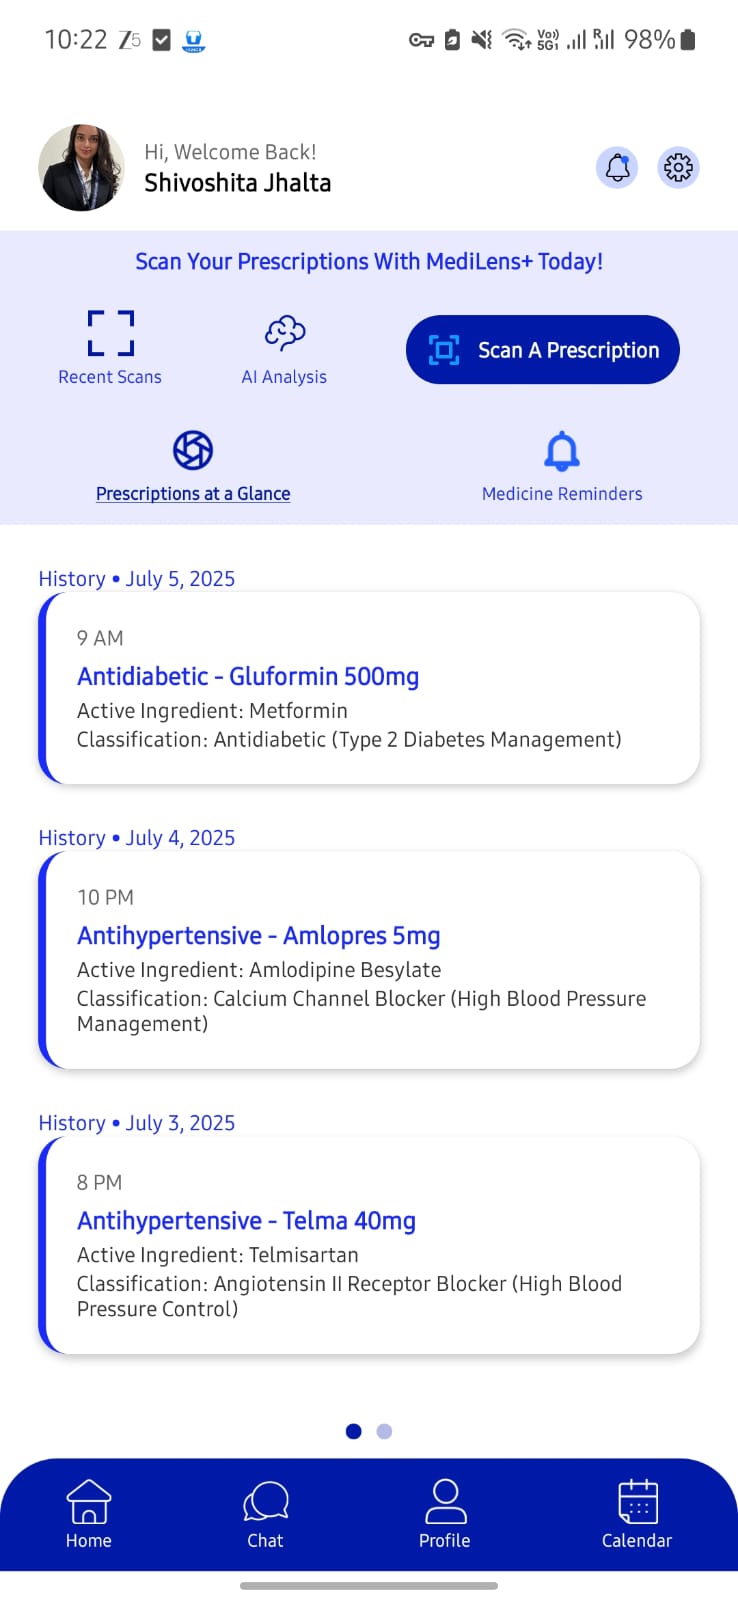 10:22 Z5 Vo)) 5G1 R 98%
Hi, Welcome Back!
Shivoshita Jhalta
Scan Your Prescriptions With MediLens+ Today!
Recent Scans
AI Analysis
Scan A Prescription
Prescriptions at a Glance
Medicine Reminders
History • July 5, 2025
9 AM
Antidiabetic - Gluformin 500mg
Active Ingredient: Metformin
Classification: Antidiabetic (Type 2 Diabetes Management)
History • July 4, 2025
10 PM
Antihypertensive - Amlopres 5mg
Active Ingredient: Amlodipine Besylate
Classification: Calcium Channel Blocker (High Blood Pressure
Management)
History • July 3, 2025
8 PM
Antihypertensive - Telma 40mg
Active Ingredient: Telmisartan
Classification: Angiotensin II Receptor Blocker (High Blood
Pressure Control)
Home
Chat
Profile
Calendar